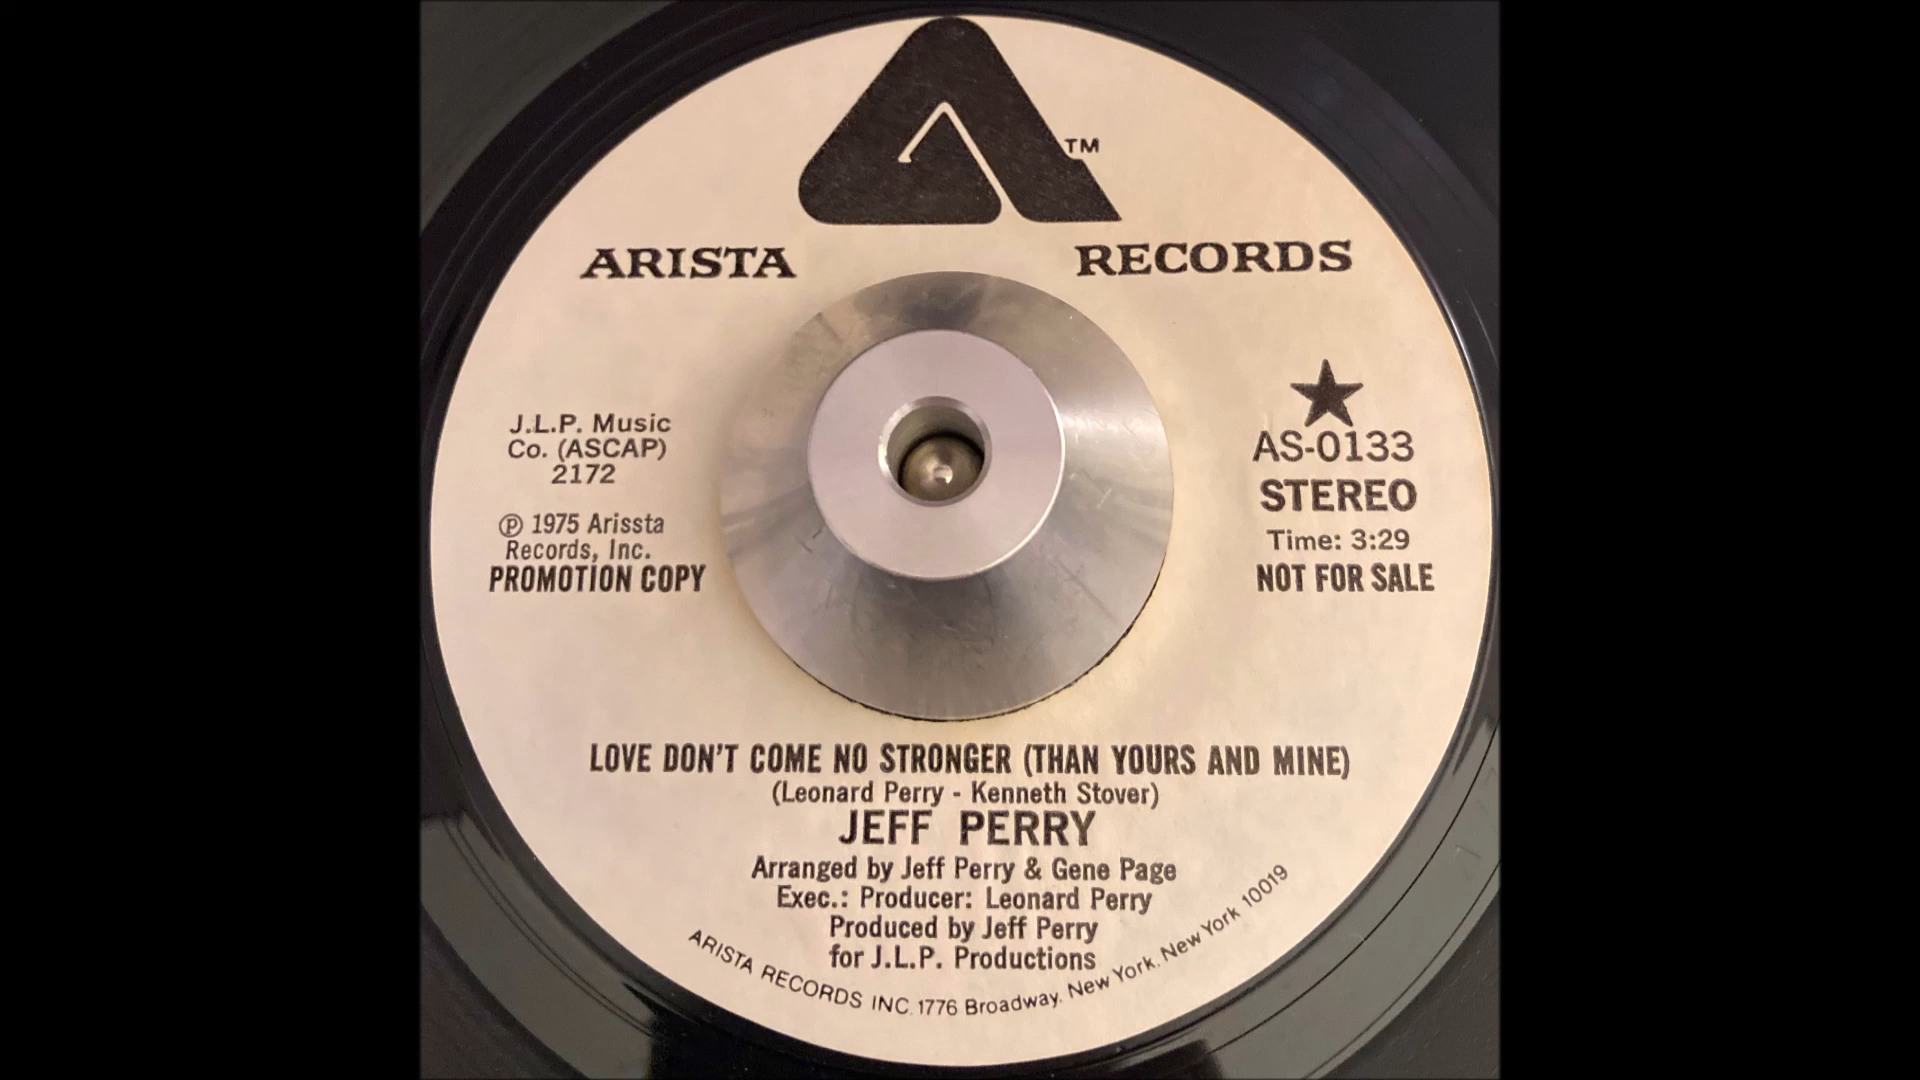 TM
ARISTA RECORDS
J.L.P. Music
Co. (ASCAP)
2172
℗ 1975 Arissta
Records, Inc.
PROMOTION COPY
AS-0133
STEREO
Time: 3:29
NOT FOR SALE
LOVE DON'T COME NO STRONGER (THAN YOURS AND MINE)
(Leonard Perry - Kenneth Stover)
JEFF PERRY
Arranged by Jeff Perry & Gene Page
Exec.: Producer: Leonard Perry
Produced by Jeff Perry
for J.L.P. Productions
ARISTA RECORDS INC. 1776 Broadway, New York, New York 10019